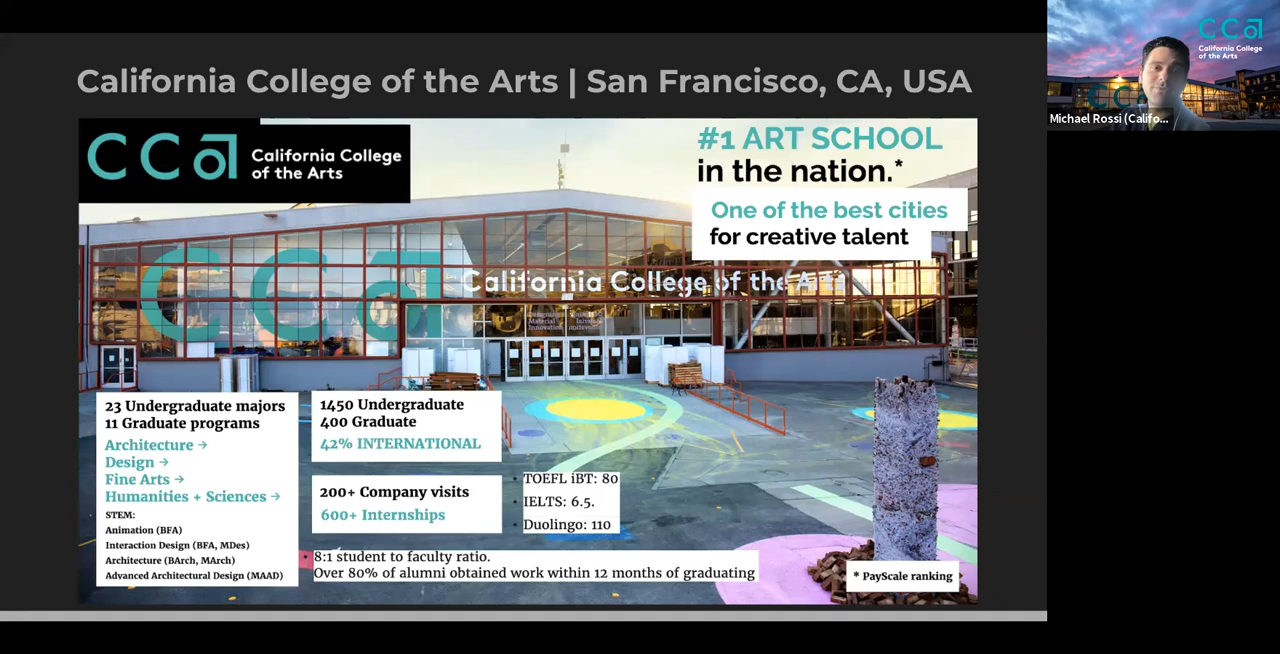 California College of the Arts | San Francisco, CA, USA
CCA California College
of the Arts
#1 ART SCHOOL
in the nation.*
One of the best cities
for creative talent
CCA
California College of the Arts
23 Undergraduate majors
11 Graduate programs
Architecture →
Design →
Fine Arts →
Humanities + Sciences →
STEM:
Animation (BFA)
Interaction Design (BFA, MDes)
Architecture (BArch, MArch)
Advanced Architectural Design (MAAD)
1450 Undergraduate
400 Graduate
42% INTERNATIONAL
200+ Company visits
600+ Internships
• TOEFL iBT: 80
• IELTS: 6.5.
• Duolingo: 110
• 8:1 student to faculty ratio.
Over 80% of alumni obtained work within 12 months of graduating
* PayScale ranking
CCA
California College
of the Arts
Michael Rossi (Califo...